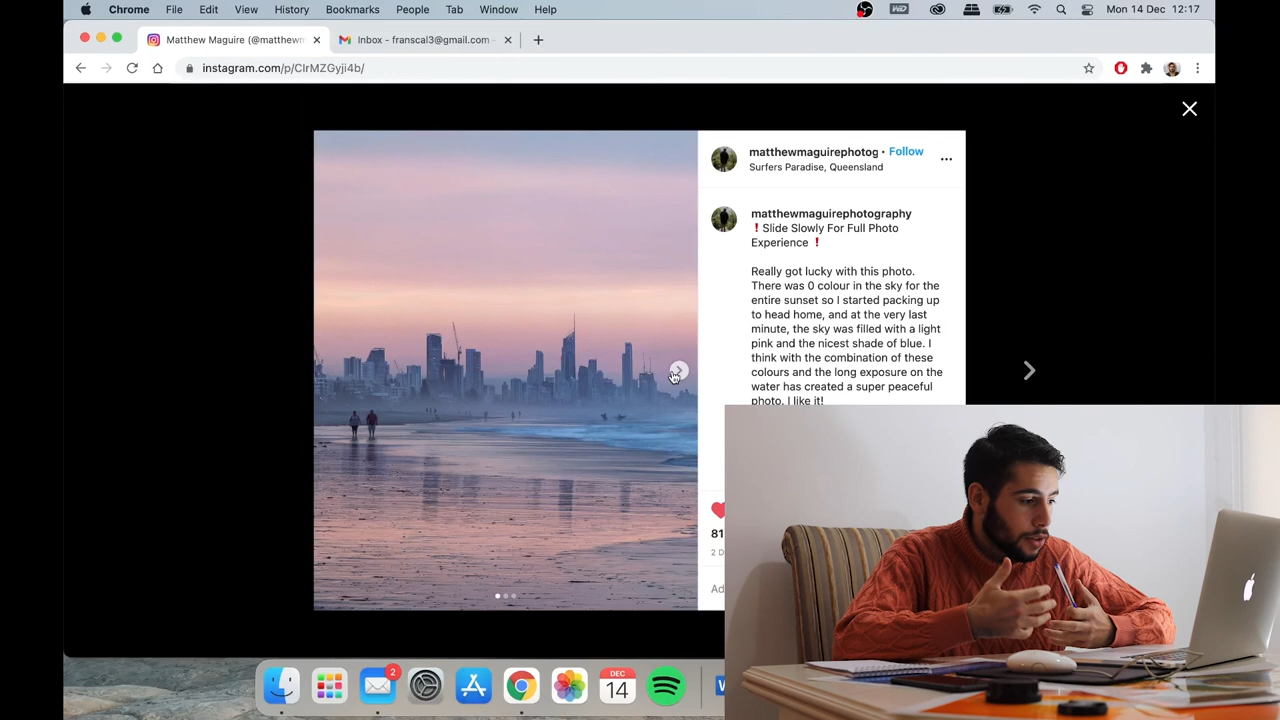 Chrome File Edit View History Bookmarks People Tab Window Help Mon 14 Dec 12:17
Matthew Maguire (@matthewm
Inbox - franscal3@gmail.com -
instagram.com/p/CIrMZGyji4b/
matthewmaguirephotog • Follow
Surfers Paradise, Queensland
matthewmaguirephotography
❗Slide Slowly For Full Photo
Experience ❗
Really got lucky with this photo.
There was 0 colour in the sky for the
entire sunset so I started packing up
to head home, and at the very last
minute, the sky was filled with a light
pink and the nicest shade of blue. I
think with the combination of these
colours and the long exposure on the
water has created a super peaceful
photo. I like it!
81
2 D
Ad
2
DEC
14
W